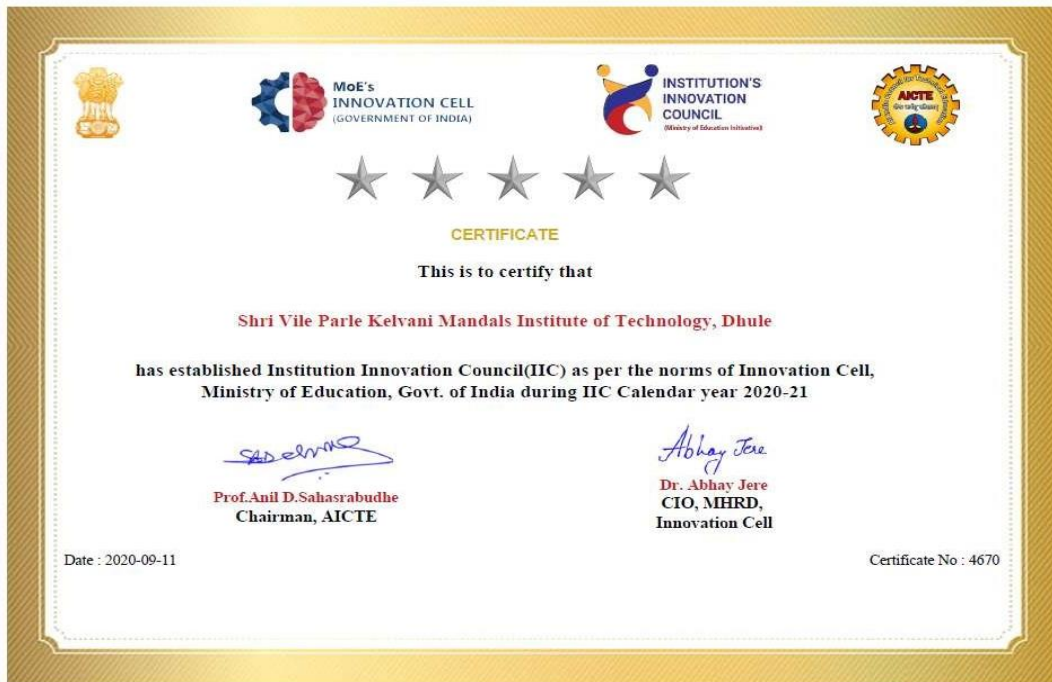 MoE's
INNOVATION CELL
(GOVERNMENT OF INDIA)
INSTITUTION'S
INNOVATION
COUNCIL
(Ministry of Education Initiative)
AICTE
CERTIFICATE
This is to certify that
Shri Vile Parle Kelvani Mandals Institute of Technology, Dhule
has established Institution Innovation Council(IIC) as per the norms of Innovation Cell,
Ministry of Education, Govt. of India during IIC Calendar year 2020-21
Abhay Jere
Prof.Anil D.Sahasrabudhe
Chairman, AICTE
Dr. Abhay Jere
CIO, MHRD,
Innovation Cell
Date : 2020-09-11
Certificate No : 4670